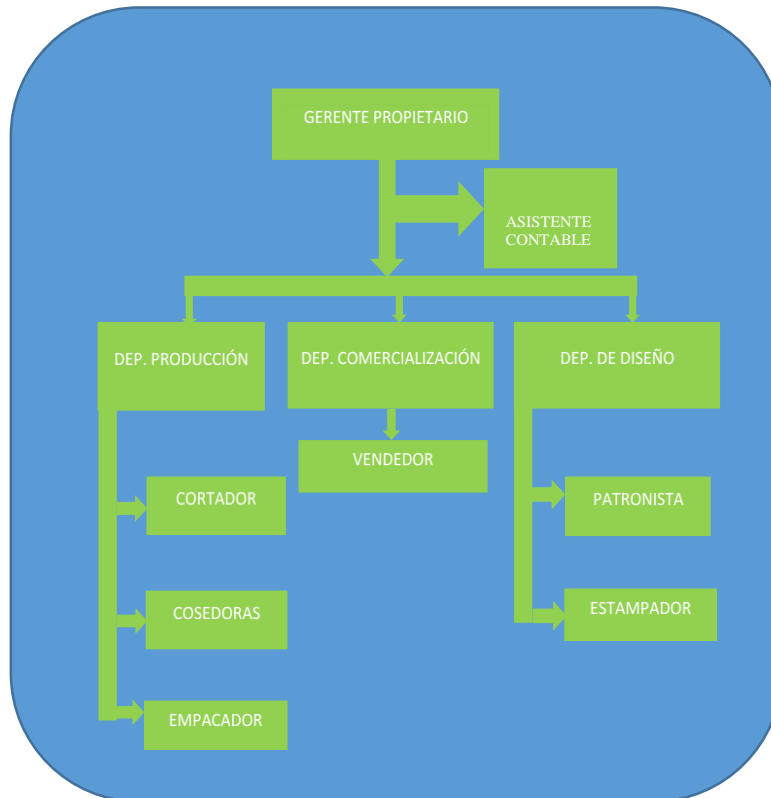 GERENTE PROPIETARIO
ASISTENTE
CONTABLE
DEP. PRODUCCIÓN
DEP. COMERCIALIZACIÓN
DEP. DE DISEÑO
VENDEDOR
CORTADOR
PATRONISTA
COSEDORAS
ESTAMPADOR
EMPACADOR